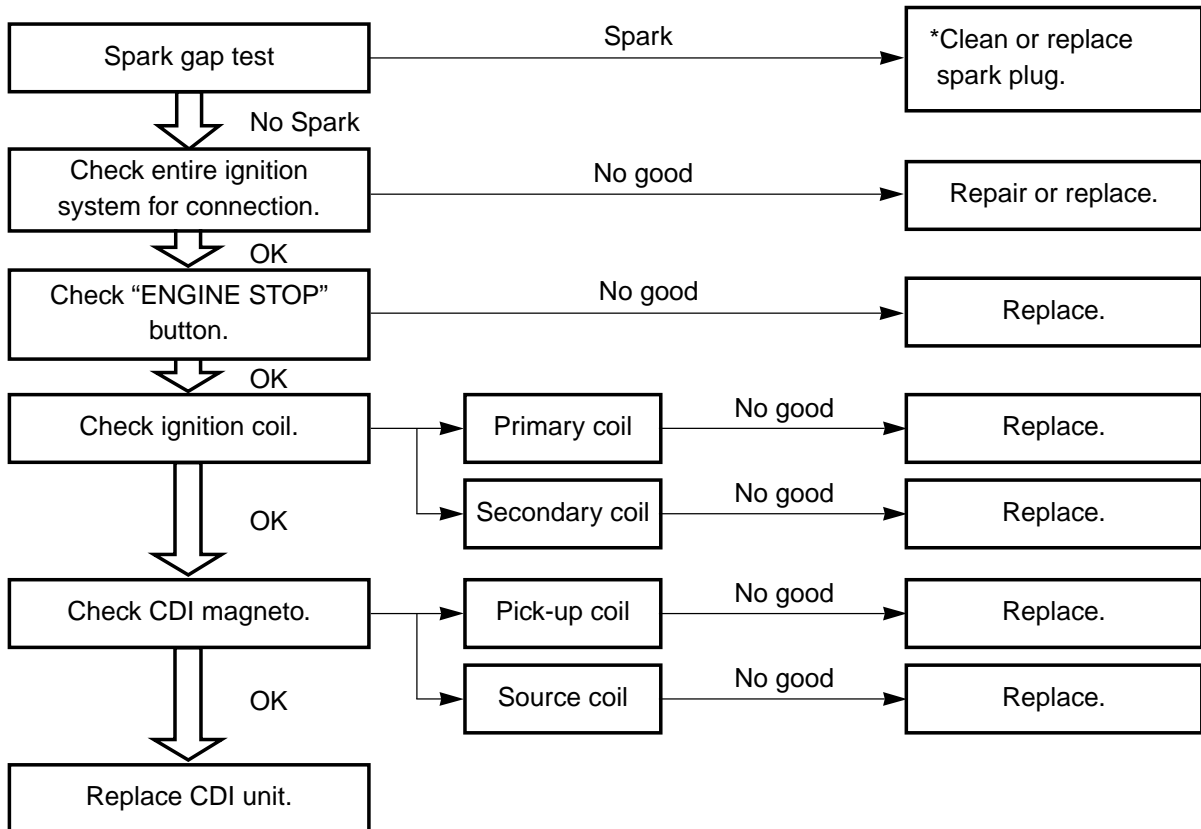 Spark gap test
Spark
*Clean or replace
spark plug.
No Spark
Check entire ignition
system for connection.
No good
Repair or replace.
OK
Check “ENGINE STOP”
button.
No good
Replace.
OK
Check ignition coil.
Primary coil
No good
Replace.
Secondary coil
No good
Replace.
OK
Check CDI magneto.
Pick-up coil
No good
Replace.
Source coil
No good
Replace.
OK
Replace CDI unit.